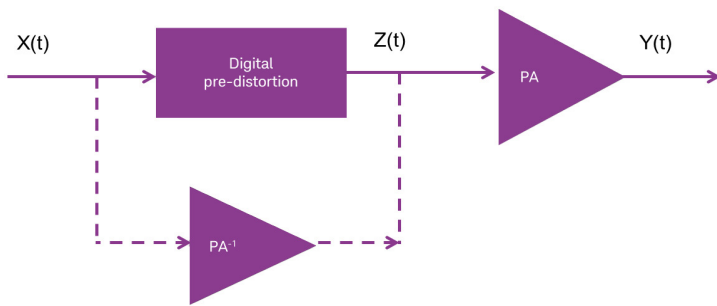 X(t)
Digital
pre-distortion
Z(t)
PA
Y(t)
PA⁻¹